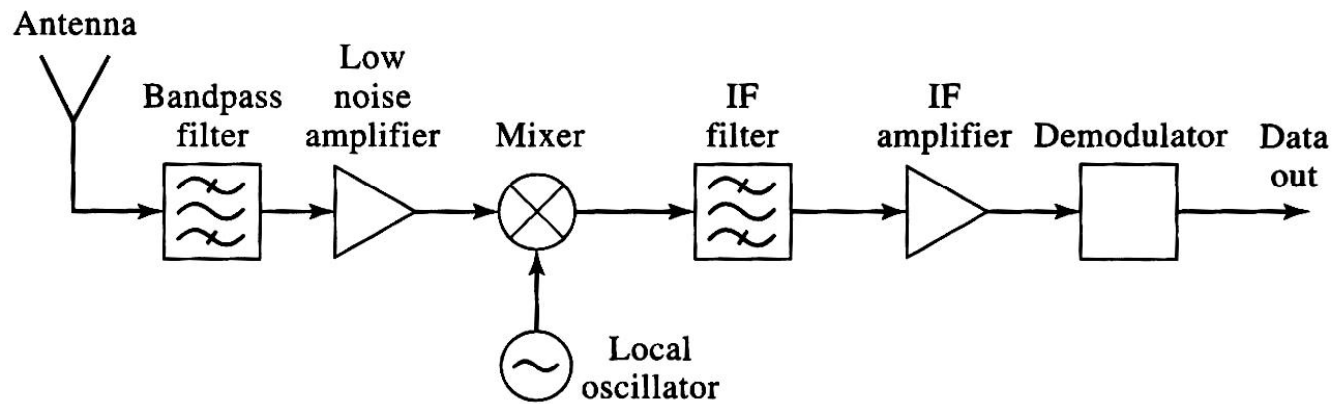 Antenna
Bandpass
filter
Low
noise
amplifier
Mixer
IF
filter
IF
amplifier
Demodulator
Data
out
Local
oscillator